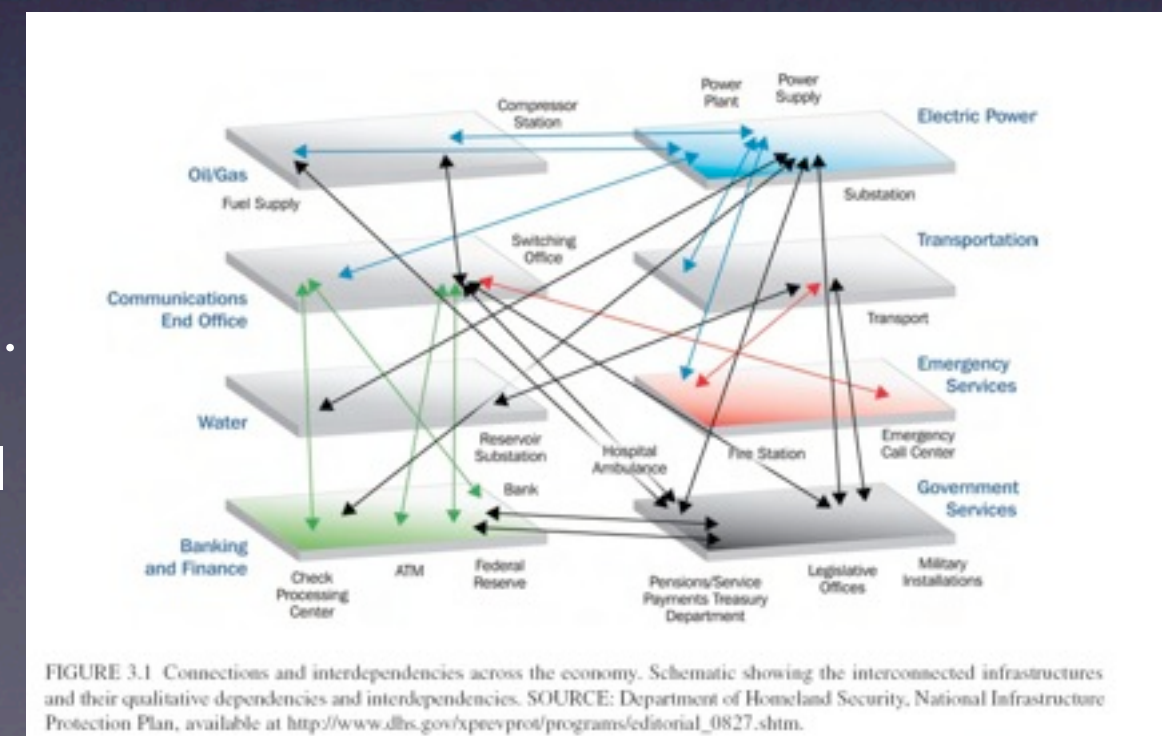 Power
Plant
Power
Supply
Compressor
Station
Electric Power
Oil/Gas
Fuel Supply
Substation
Switching
Office
Transportation
Communications
End Office
Transport
Emergency
Services
Water
Reservoir
Substation
Hospital
Ambulance
Fire Station
Emergency
Call Center
Bank
Government
Services
Banking
and Finance
Check
Processing
Center
ATM
Federal
Reserve
Pensions/Service
Payments Treasury
Department
Legislative
Offices
Military
Installations
FIGURE 3.1 Connections and interdependencies across the economy. Schematic showing the interconnected infrastructures
and their qualitative dependencies and interdependencies. SOURCE: Department of Homeland Security, National Infrastructure
Protection Plan, available at http://www.dhs.gov/xprevprot/programs/editorial_0827.shtm.